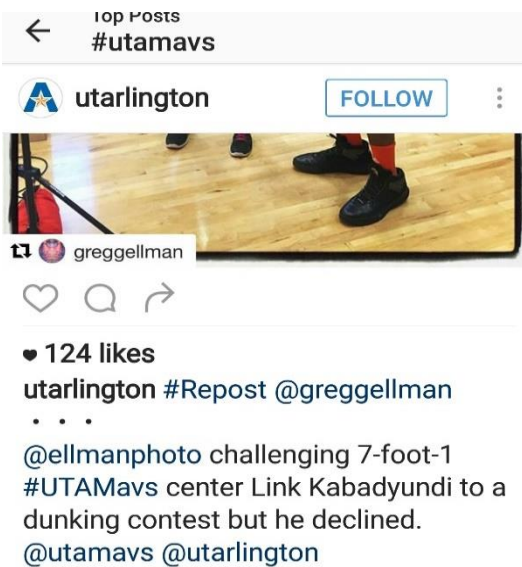 Top Posts
#utamavs
utarlington
FOLLOW
greggellman
124 likes
utarlington #Repost @greggellman
. . .
@ellmanphoto challenging 7-foot-1
#UTAMavs center Link Kabadyundi to a
dunking contest but he declined.
@utamavs @utarlington